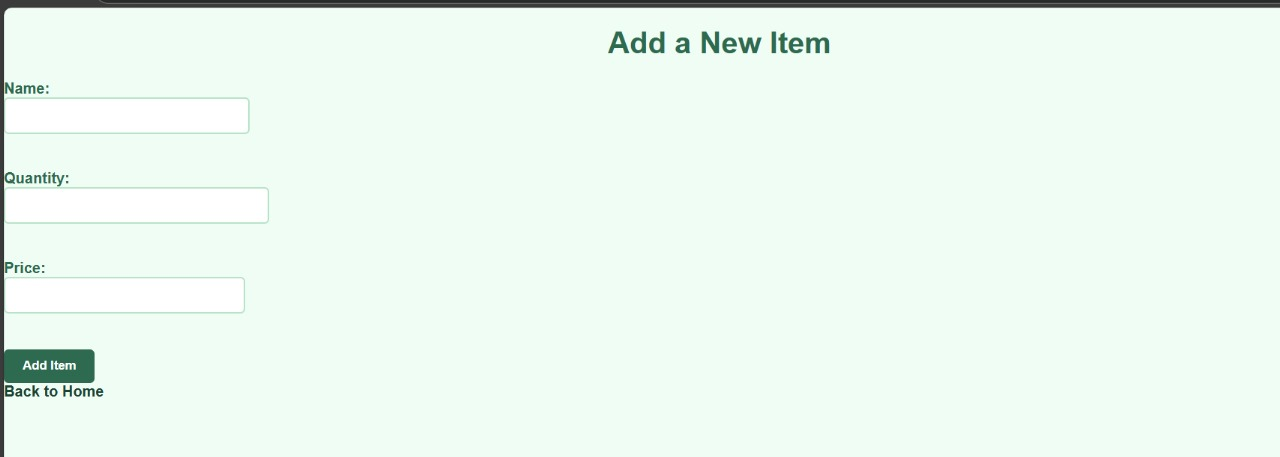 Add a New Item
Name:
Quantity:
Price:
Add Item
Back to Home